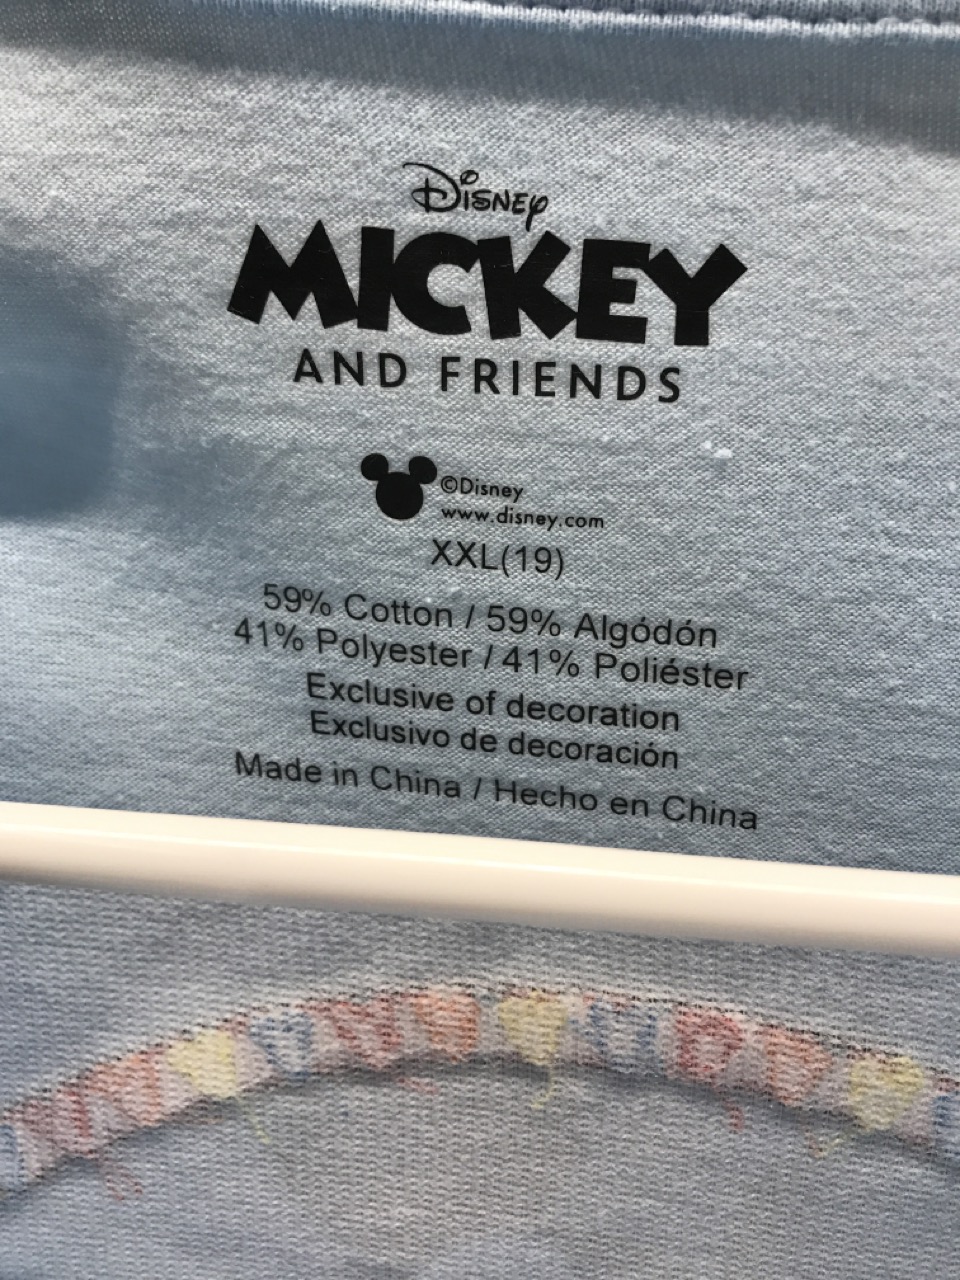 Disney
MICKEY
AND FRIENDS
©Disney
www.disney.com
XXL(19)
59% Cotton / 59% Algódón
41% Polyester / 41% Poliéster
Exclusive of decoration
Exclusivo de decoración
Made in China / Hecho en China